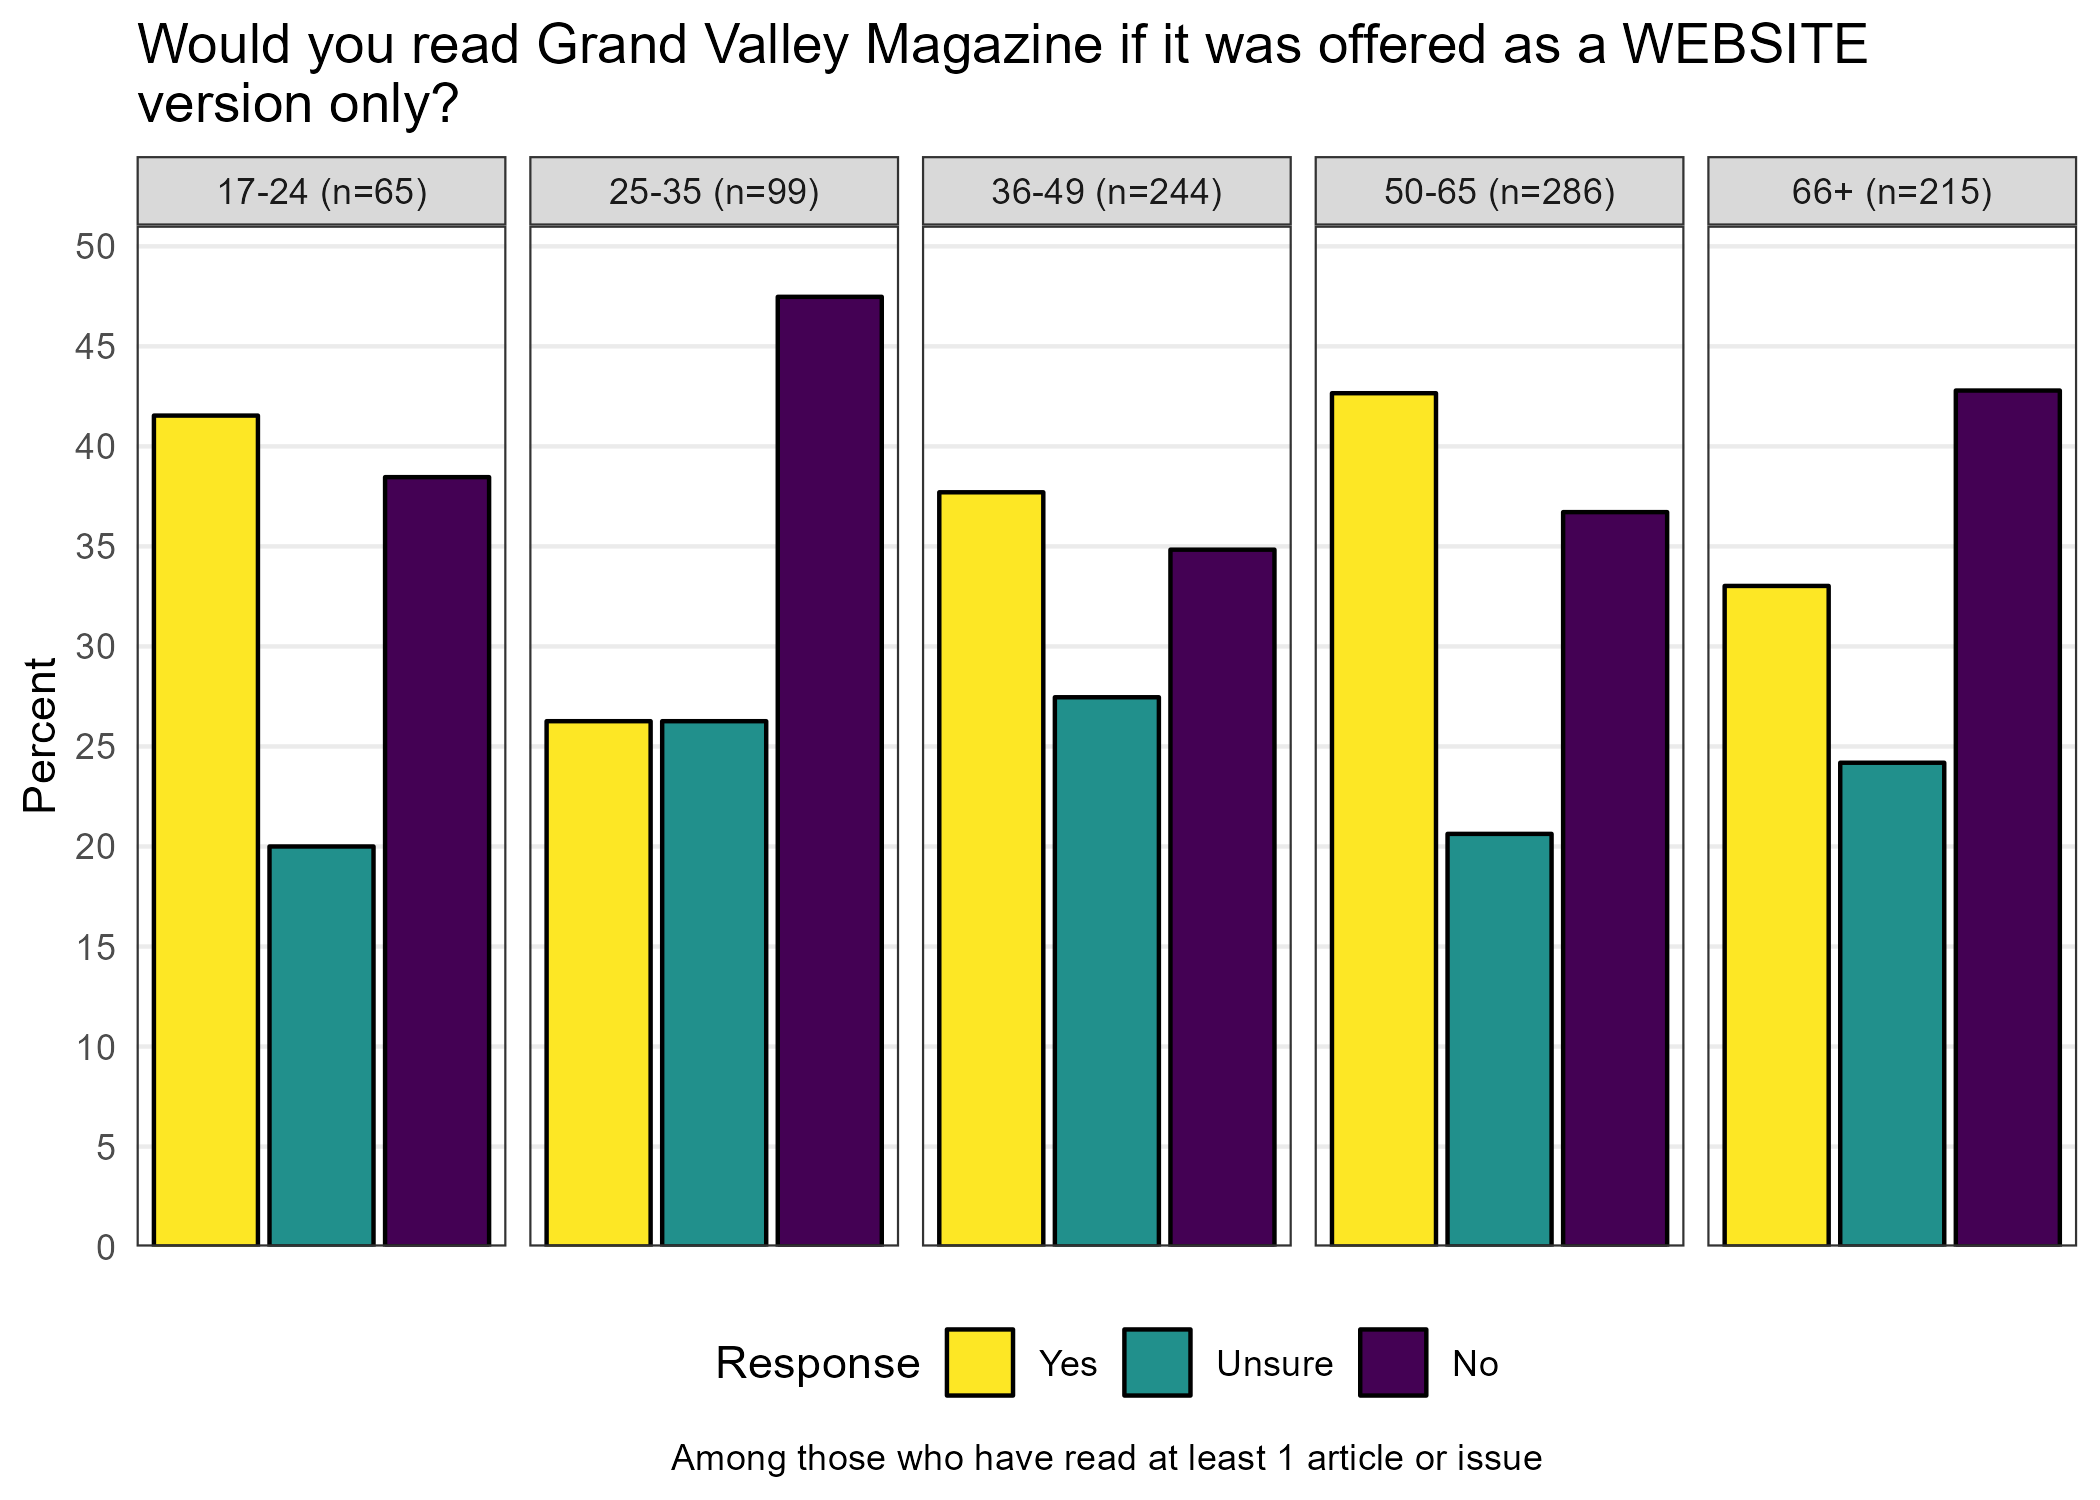 Would you read Grand Valley Magazine if it was offered as a WEBSITE
version only?
17-24 (n=65)
25-35 (n=99)
36-49 (n=244)
50-65 (n=286)
66+ (n=215)
Percent
50
45
40
35
30
25
20
15
10
5
0
Response
Yes
Unsure
No
Among those who have read at least 1 article or issue